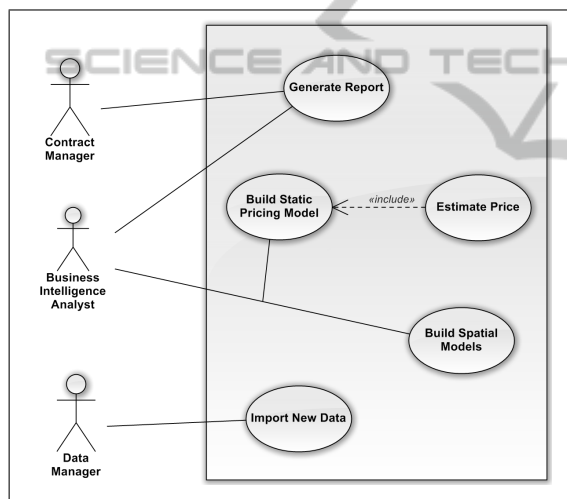 SCIENCE AND TECH
Generate Report
Contract
Manager
Build Static
Pricing Model
«include»
Estimate Price
Business
Intelligence
Analyst
Build Spatial
Models
Import New Data
Data
Manager